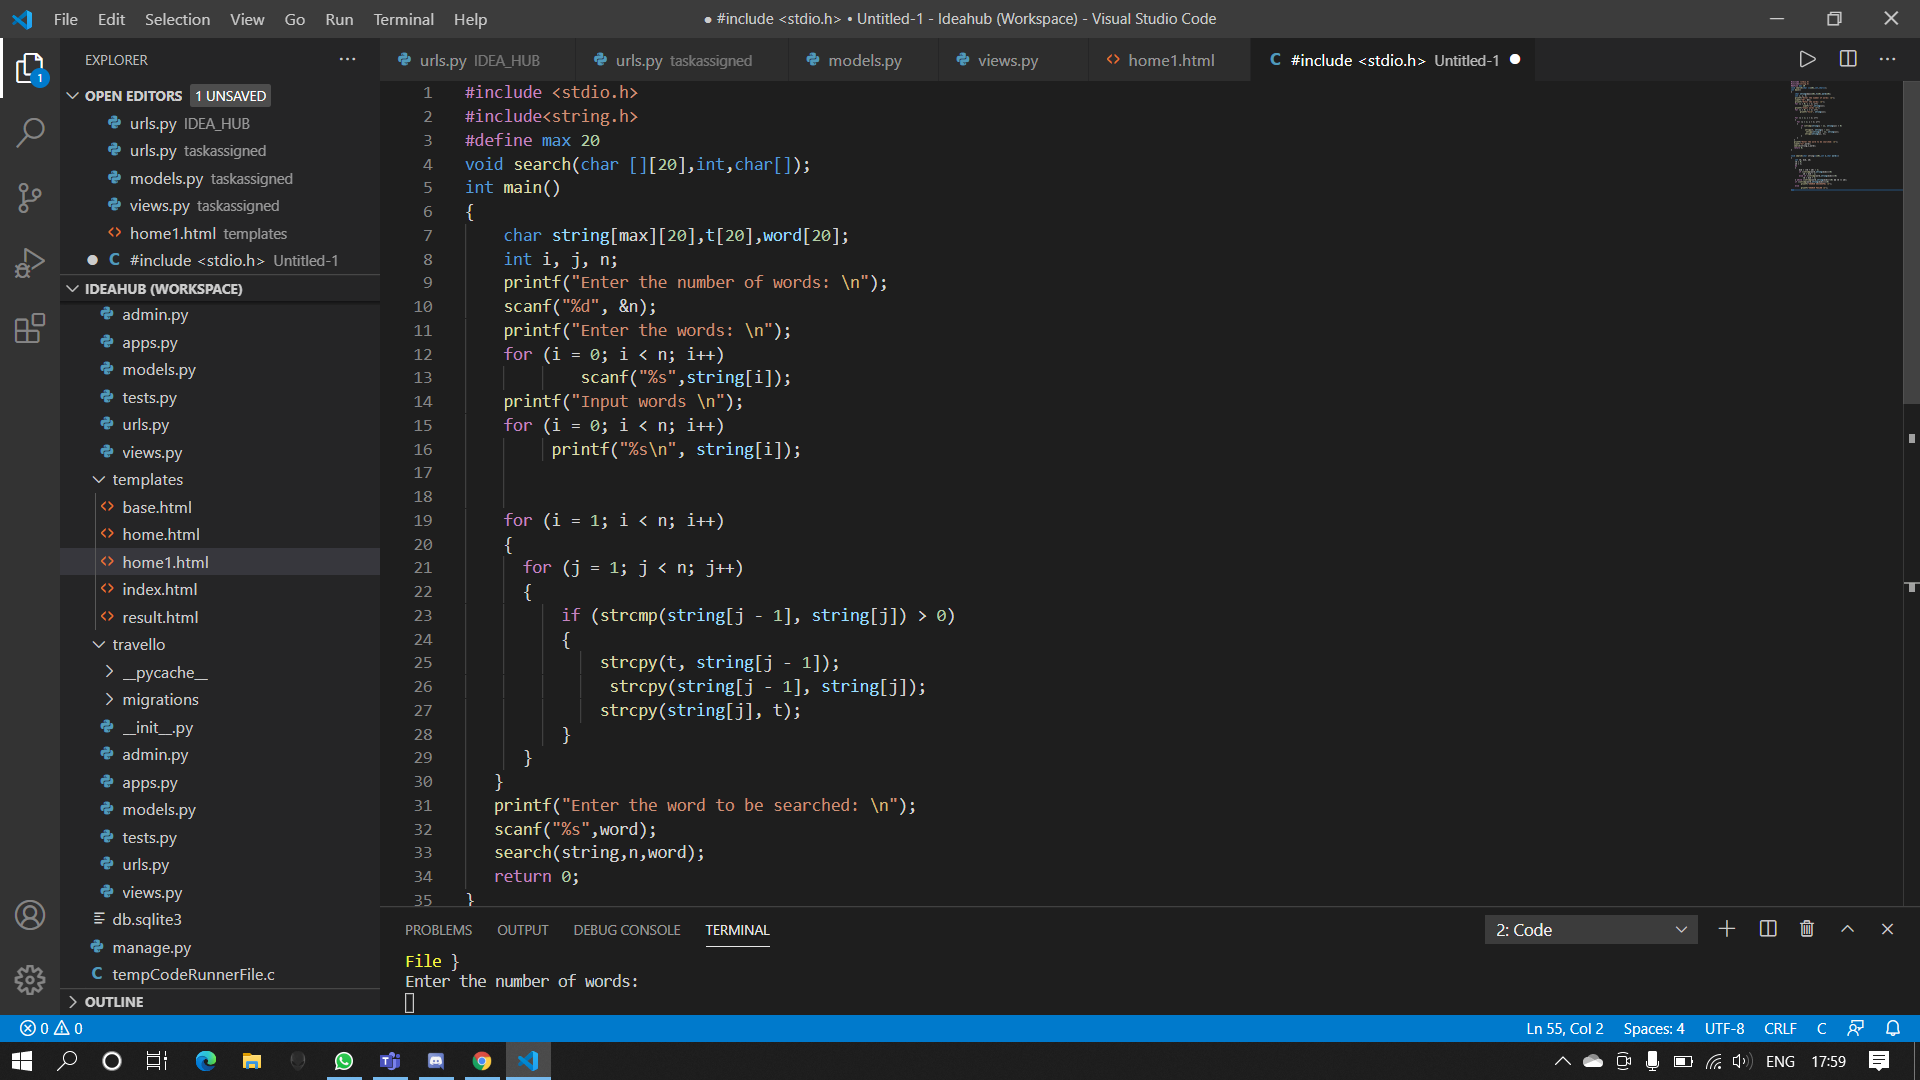 File Edit Selection View Go Run Terminal Help
● #include <stdio.h> • Untitled-1 - Ideahub (Workspace) - Visual Studio Code
EXPLORER
1
OPEN EDITORS 1 UNSAVED
urls.py IDEA_HUB
urls.py taskassigned
models.py taskassigned
views.py taskassigned
home1.html templates
C #include <stdio.h> Untitled-1
IDEAHUB (WORKSPACE)
admin.py
apps.py
models.py
tests.py
urls.py
views.py
templates
base.html
home.html
home1.html
index.html
result.html
travello
__pycache__
migrations
__init__.py
admin.py
apps.py
models.py
tests.py
urls.py
views.py
db.sqlite3
manage.py
C tempCodeRunnerFile.c
OUTLINE
urls.py IDEA_HUB
urls.py taskassigned
models.py
views.py
home1.html
C #include <stdio.h> Untitled-1
1 #include <stdio.h>
2 #include<string.h>
3 #define max 20
4 void search(char [][20],int,char[]);
5 int main()
6 {
7 char string[max][20],t[20],word[20];
8 int i, j, n;
9 printf("Enter the number of words: \n");
10 scanf("%d", &n);
11 printf("Enter the words: \n");
12 for (i = 0; i < n; i++)
13 scanf("%s",string[i]);
14 printf("Input words \n");
15 for (i = 0; i < n; i++)
16 printf("%s\n", string[i]);
17
18
19 for (i = 1; i < n; i++)
20 {
21 for (j = 1; j < n; j++)
22 {
23 if (strcmp(string[j - 1], string[j]) > 0)
24 {
25 strcpy(t, string[j - 1]);
26 strcpy(string[j - 1], string[j]);
27 strcpy(string[j], t);
28 }
29 }
30 }
31 printf("Enter the word to be searched: \n");
32 scanf("%s",word);
33 search(string,n,word);
34 return 0;
35 }
PROBLEMS OUTPUT DEBUG CONSOLE TERMINAL
2: Code
File }
Enter the number of words:
0 0
Ln 55, Col 2 Spaces: 4 UTF-8 CRLF C
ENG 17:59